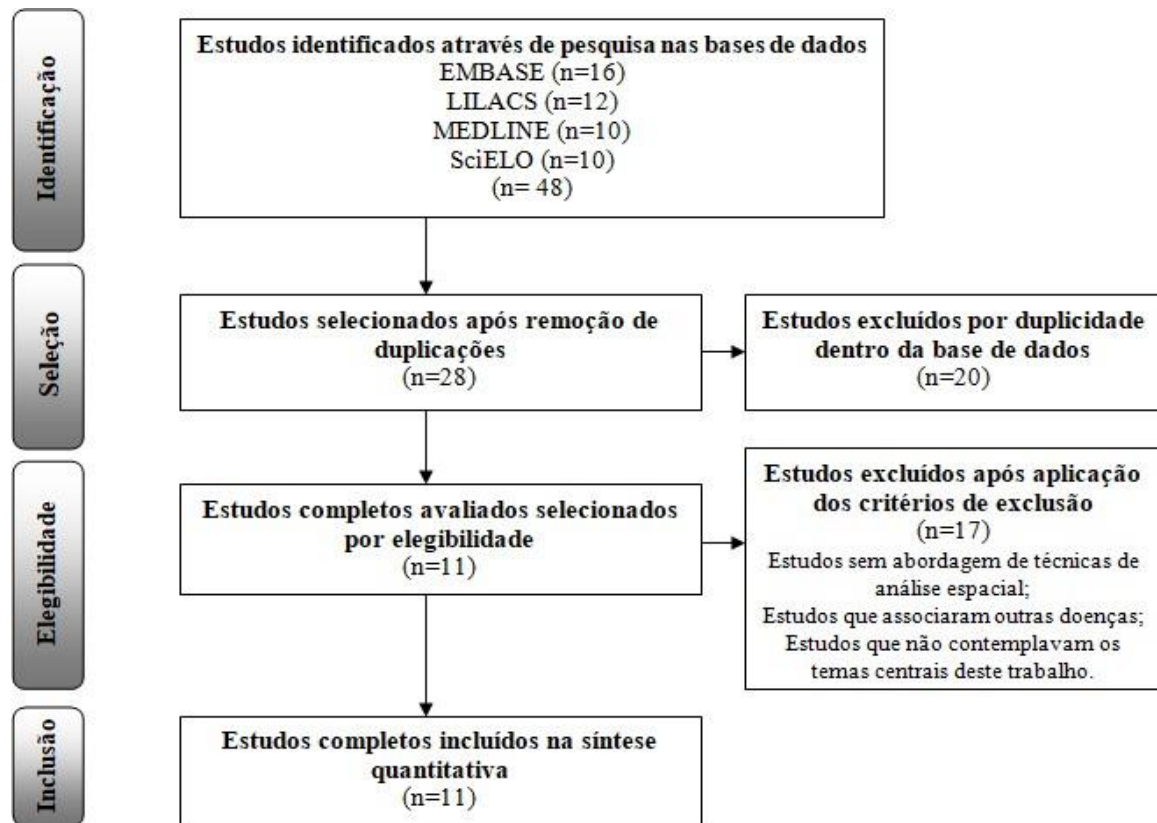 Identificação
Estudos identificados através de pesquisa nas bases de dados
EMBASE (n=16)
LILACS (n=12)
MEDLINE (n=10)
SciELO (n=10)
(n= 48)
Seleção
Estudos selecionados após remoção de
duplicações
(n=28)
Estudos excluídos por duplicidade
dentro da base de dados
(n=20)
Elegibilidade
Estudos completos avaliados selecionados
por elegibilidade
(n=11)
Estudos excluídos após aplicação
dos critérios de exclusão
(n=17)
Estudos sem abordagem de técnicas de
análise espacial;
Estudos que associaram outras doenças;
Estudos que não contemplavam os
temas centrais deste trabalho.
Inclusão
Estudos completos incluídos na síntese
quantitativa
(n=11)